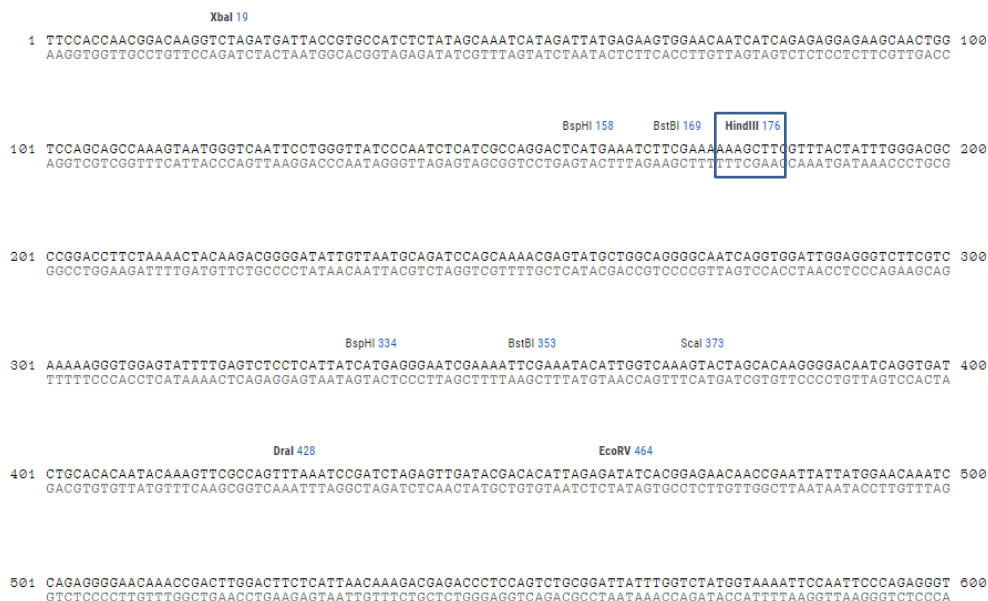 XbaI 19
1 TTCCACCAACGGACAAGGTCTAGATGATTACCGTGCCATCTCTATAGCAAATCATAGATTATGAGAAGTGGAACAATCATCAGAGAGGAGAAGCAACTGG 100
AAGGTGGTTGCCTGTTCCAGATCTACTAATGGCACGGTAGAGATATCGTTTAGTATCTAATACTCTTCACCTTGTTAGTAGTCTCTCCTCTTCGTTGACC
BspHI 158 BstBI 169 HindIII 176
101 TCCAGCAGCCAAAGTAATGGGTCAATTCCTGGGTTATCCCAATCTCATCGCCAGGACTCATGAAATCTTCGAAAAAAGCTTCGTTTACTATTTGGGACGC 200
AGGTCGTCGGTTTCATTACCCAGTTAAGGACCCAATAGGGTTAGAGTAGCGGTCCTGAGTACTTTAGAAGCTTTTTTCGAAGCAAATGATAAACCCTGCG
201 CCGGACCTTCTAAAACTACAAGACGGGGATATTGTTAATGCAGATCCAGCAAAACGAGTATGCTGGCAGGGGCAATCAGGTGGATTGGAGGGTCTTCGTC 300
GGCCTGGAAGATTTTGATGTTCTGCCCCTATAACAATTACGTCTAGGTCGTTTTGCTCATACGACCGTCCCCGTTAGTCCACCTAACCTCCCAGAAGCAG
BspHI 334 BstBI 353 ScaI 373
301 AAAAAGGGTGGAGTATTTTGAGTCTCCTCATTATCATGAGGGAATCGAAAATTCGAAATACATTGGTCAAAGTACTAGCACAAGGGGACAATCAGGTGAT 400
TTTTTCCCACCTCATAAAACTCAGAGGAGTAATAGTACTCCCTTAGCTTTTAAGCTTTATGTAACCAGTTTCATGATCGTGTTCCCCTGTTAGTCCACTA
DraI 428 EcoRV 464
401 CTGCACACAATACAAAGTTCGCCAGTTTAAATCCGATCTAGAGTTGATACGACACATTAGAGATATCACGGAGAACAACCGAATTATTATGGAACAAATC 500
GACGTGTGTTATGTTTCAAGCGGTCAAATTTAGGCTAGATCTCAACTATGCTGTGTAATCTCTATAGTGCCTCTTGTTGGCTTAATAATACCTTGTTTAG
501 CAGAGGGGAACAAACCGACTTGGACTTCTCATTAACAAAGACGAGACCCTCCAGTCTGCGGATTATTTGGTCTATGGTAAAATTCCAATTCCCAGAGGGT 600
GTCTCCCCTTGTTTGGCTGAACCTGAAGAGTAATTGTTTCTGCTCTGGGAGGTCAGACGCCTAATAAACCAGATACCATTTTAAGGTTAAGGGTCTCCCA